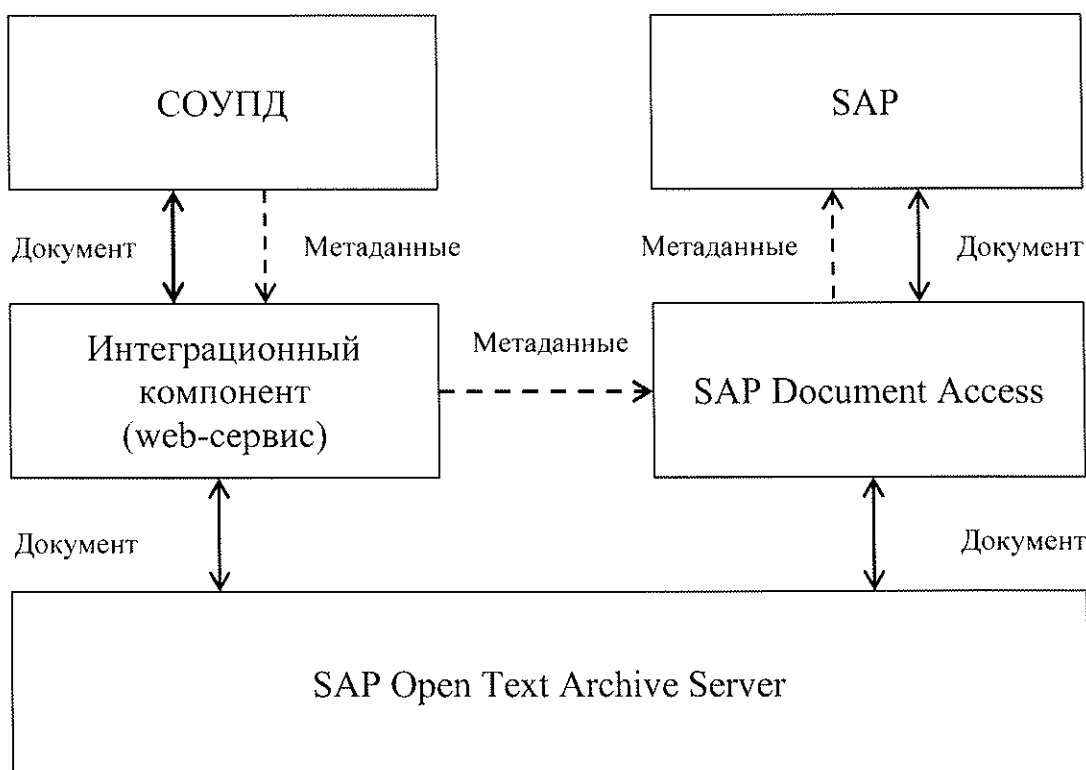 СОУПД
SAP
Документ
Метаданные
Метаданные
Документ
Интеграционный
компонент
(web-сервис)
Метаданные
SAP Document Access
Документ
Документ
SAP Open Text Archive Server